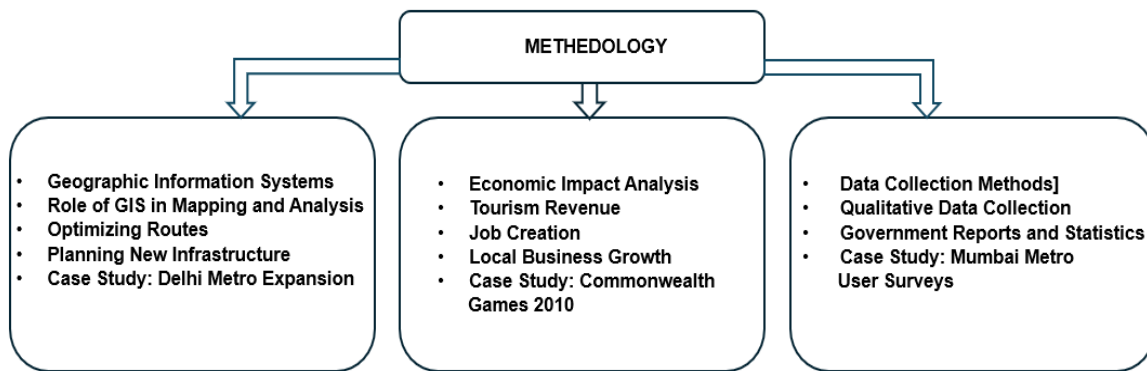 METHEDOLOGY
• Geographic Information Systems
• Role of GIS in Mapping and Analysis
• Optimizing Routes
• Planning New Infrastructure
• Case Study: Delhi Metro Expansion
• Economic Impact Analysis
• Tourism Revenue
• Job Creation
• Local Business Growth
• Case Study: Commonwealth
Games 2010
• Data Collection Methods]
• Qualitative Data Collection
• Government Reports and Statistics
• Case Study: Mumbai Metro
User Surveys